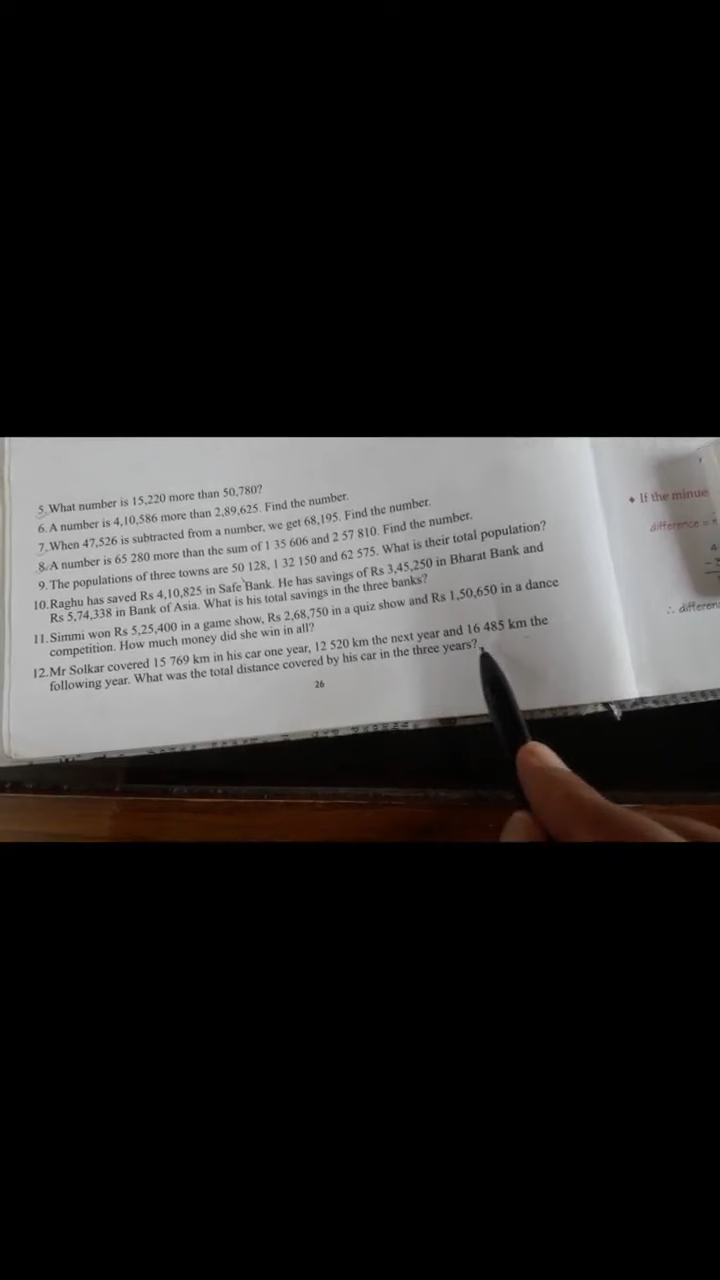 5. What number is 15,220 more than 50,780?
6. A number is 4,10,586 more than 2,89,625. Find the number.
7. When 47,526 is subtracted from a number, we get 68,195. Find the number.
8. A number is 65 280 more than the sum of 1 35 606 and 2 57 810. Find the number.
9. The populations of three towns are 50 128, 1 32 150 and 62 575. What is their total population?
10. Raghu has saved Rs 4,10,825 in Safe Bank. He has savings of Rs 3,45,250 in Bharat Bank and
Rs 5,74,338 in Bank of Asia. What is his total savings in the three banks?
11. Simmi won Rs 5,25,400 in a game show, Rs 2,68,750 in a quiz show and Rs 1,50,650 in a dance
competition. How much money did she win in all?
12. Mr Solkar covered 15 769 km in his car one year, 12 520 km the next year and 16 485 km the
following year. What was the total distance covered by his car in the three years?
26
♦ If the minue
difference =
4
∴ differenc